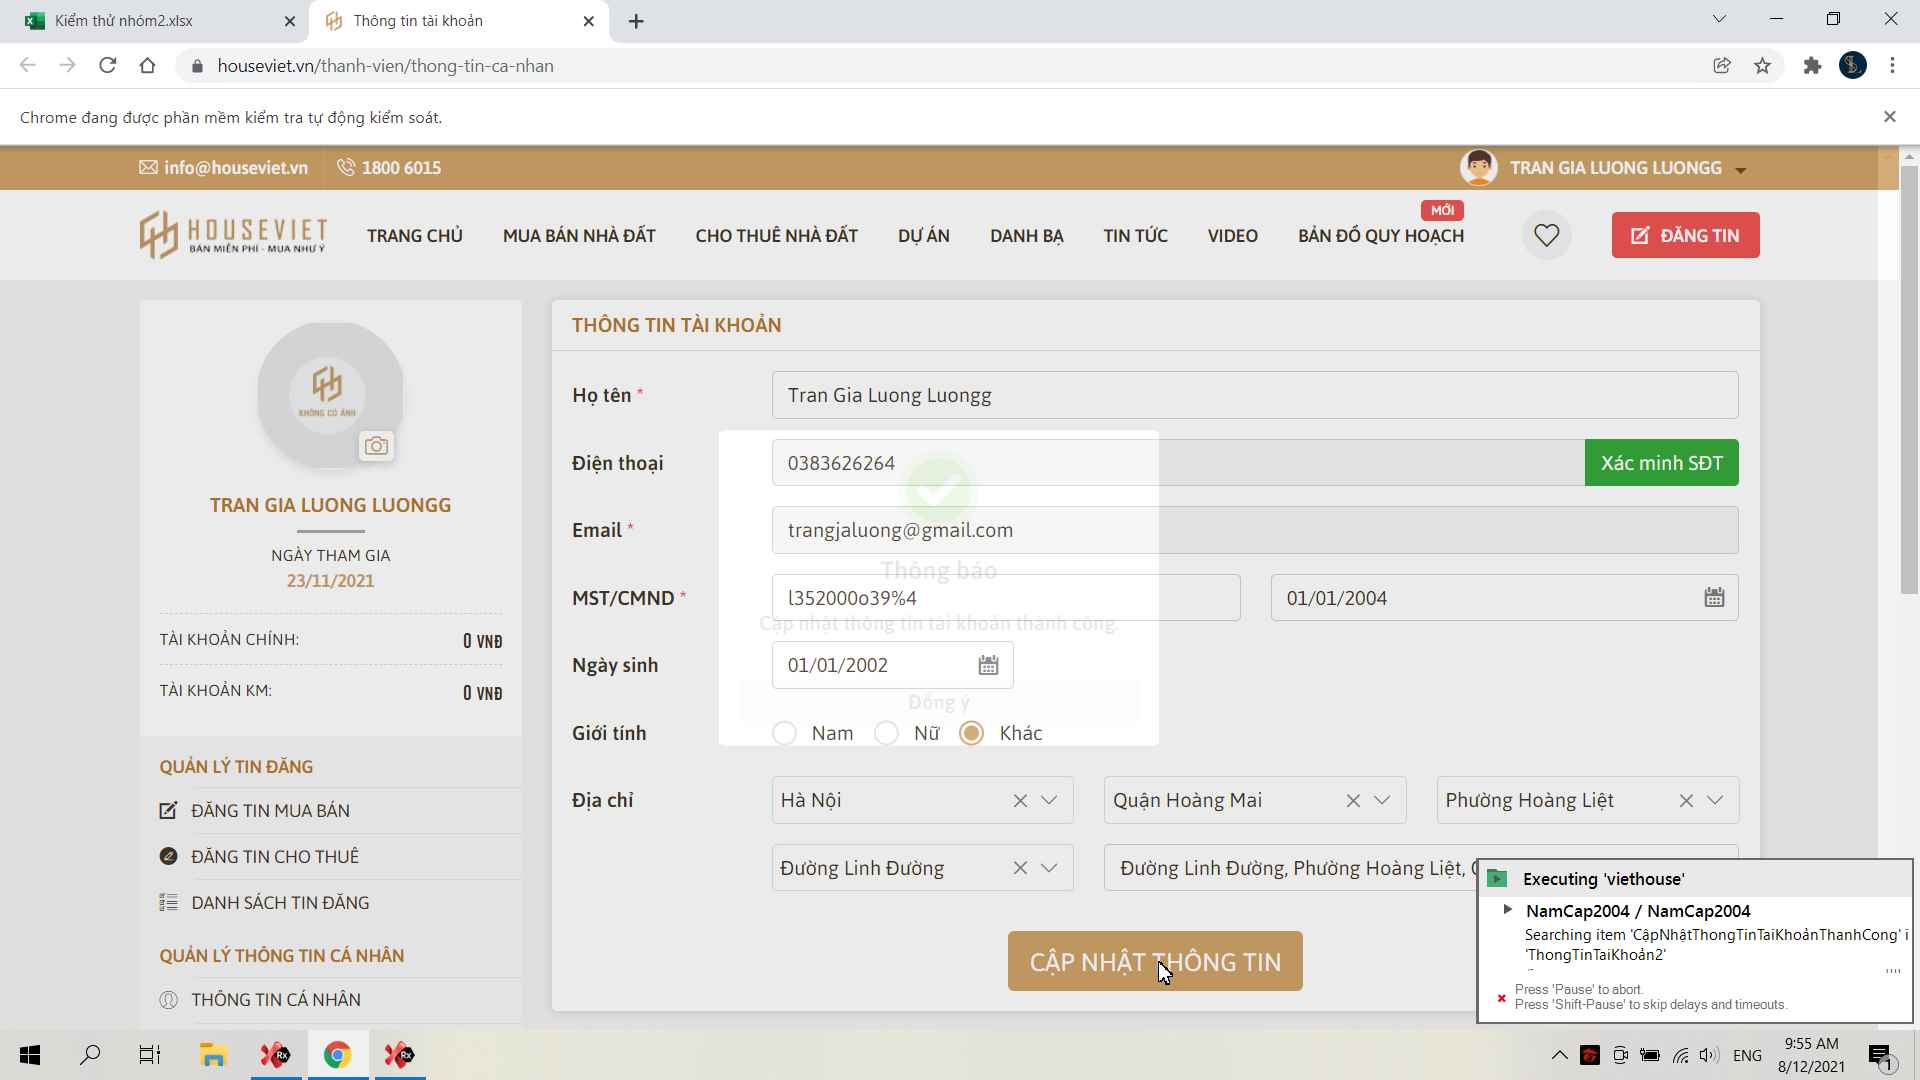 Kiểm thử nhóm2.xlsx
Thông tin tài khoản
houseviet.vn/thanh-vien/thong-tin-ca-nhan
Chrome đang được phần mềm kiểm tra tự động kiểm soát.
info@houseviet.vn
1800 6015
TRAN GIA LUONG LUONGG
HOUSEVIET
BÁN MIỄN PHÍ - MUA NHƯ Ý
TRANG CHỦ
MUA BÁN NHÀ ĐẤT
CHO THUÊ NHÀ ĐẤT
DỰ ÁN
DANH BẠ
TIN TỨC
VIDEO
MỚI
BẢN ĐỒ QUY HOẠCH
ĐĂNG TIN
KHÔNG CÓ ẢNH
TRAN GIA LUONG LUONGG
NGÀY THAM GIA
23/11/2021
TÀI KHOẢN CHÍNH: 0 VNĐ
TÀI KHOẢN KM: 0 VNĐ
QUẢN LÝ TIN ĐĂNG
ĐĂNG TIN MUA BÁN
ĐĂNG TIN CHO THUÊ
DANH SÁCH TIN ĐĂNG
QUẢN LÝ THÔNG TIN CÁ NHÂN
THÔNG TIN CÁ NHÂN
THÔNG TIN TÀI KHOẢN
Họ tên * Tran Gia Luong Luongg
Điện thoại 0383626264 Xác minh SĐT
Email * trangjaluong@gmail.com
Thông báo
MST/CMND * l352000o39%4 01/01/2004
Cập nhật thông tin tài khoản thành công.
Ngày sinh 01/01/2002
Đồng ý
Giới tính Nam Nữ Khác
Địa chỉ Hà Nội Quận Hoàng Mai Phường Hoàng Liệt
Đường Linh Đường Đường Linh Đường, Phường Hoàng Liệt,
CẬP NHẬT THÔNG TIN
Executing 'viethouse'
NamCap2004 / NamCap2004
Searching item 'CậpNhậtThongTinTaiKhoảnThanhCong' i
'ThongTinTaiKhoản2'
Press 'Pause' to abort.
Press 'Shift-Pause' to skip delays and timeouts.
Rx
Rx
ENG
9:55 AM
8/12/2021
1